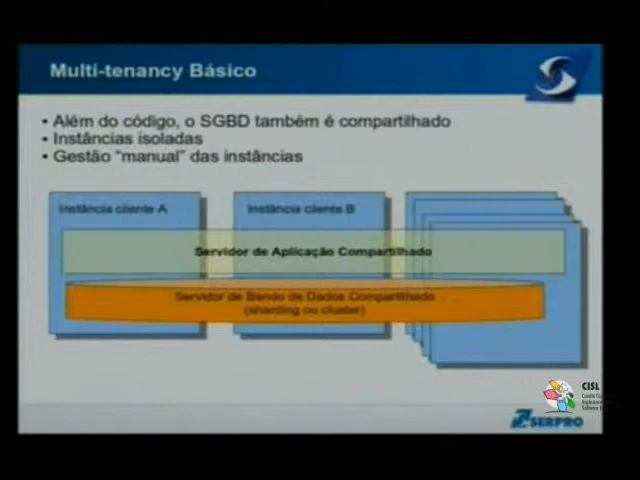 Multi-tenancy Básico
• Além do código, o SGBD também é compartilhado
• Instâncias isoladas
• Gestão “manual” das instâncias
Instância cliente A
Instância cliente B
Servidor de Aplicação Compartilhado
Servidor de Bando de Dados Compartilhado
(sharding ou cluster)
CISL
SERPRO